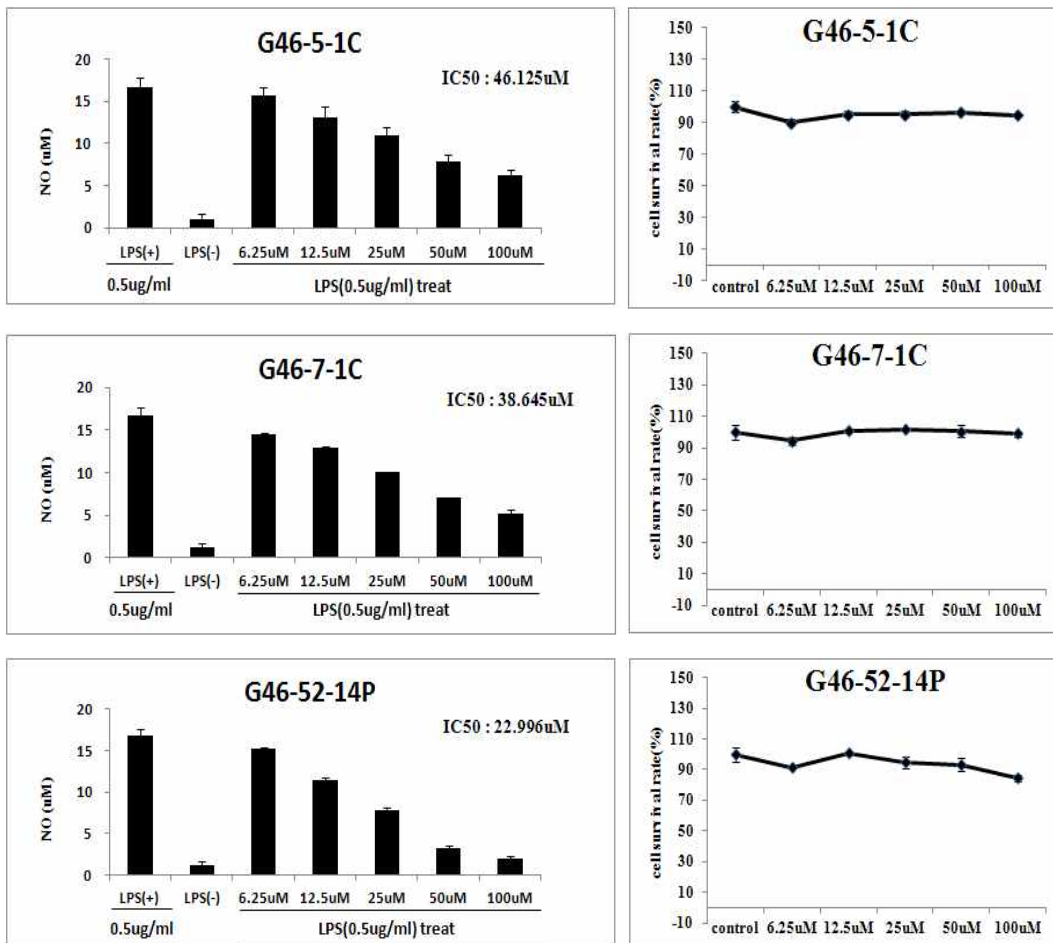 G46-5-1C
IC50 : 46.125uM
NO (uM)
20
15
10
5
0
LPS(+) LPS(-) 6.25uM 12.5uM 25uM 50uM 100uM
0.5ug/ml LPS(0.5ug/ml) treat
G46-5-1C
cell survival rate(%)
150
130
110
90
70
50
30
10
-10
control 6.25uM 12.5uM 25uM 50uM 100uM
G46-7-1C
IC50 : 38.645uM
NO (uM)
20
15
10
5
0
LPS(+) LPS(-) 6.25uM 12.5uM 25uM 50uM 100uM
0.5ug/ml LPS(0.5ug/ml) treat
G46-7-1C
cell survival rate(%)
150
130
110
90
70
50
30
10
-10
control 6.25uM 12.5uM 25uM 50uM 100uM
G46-52-14P
IC50 : 22.996uM
NO (uM)
20
15
10
5
0
LPS(+) LPS(-) 6.25uM 12.5uM 25uM 50uM 100uM
0.5ug/ml LPS(0.5ug/ml) treat
G46-52-14P
cell survival rate(%)
150
130
110
90
70
50
30
10
-10
control 6.25uM 12.5uM 25uM 50uM 100uM